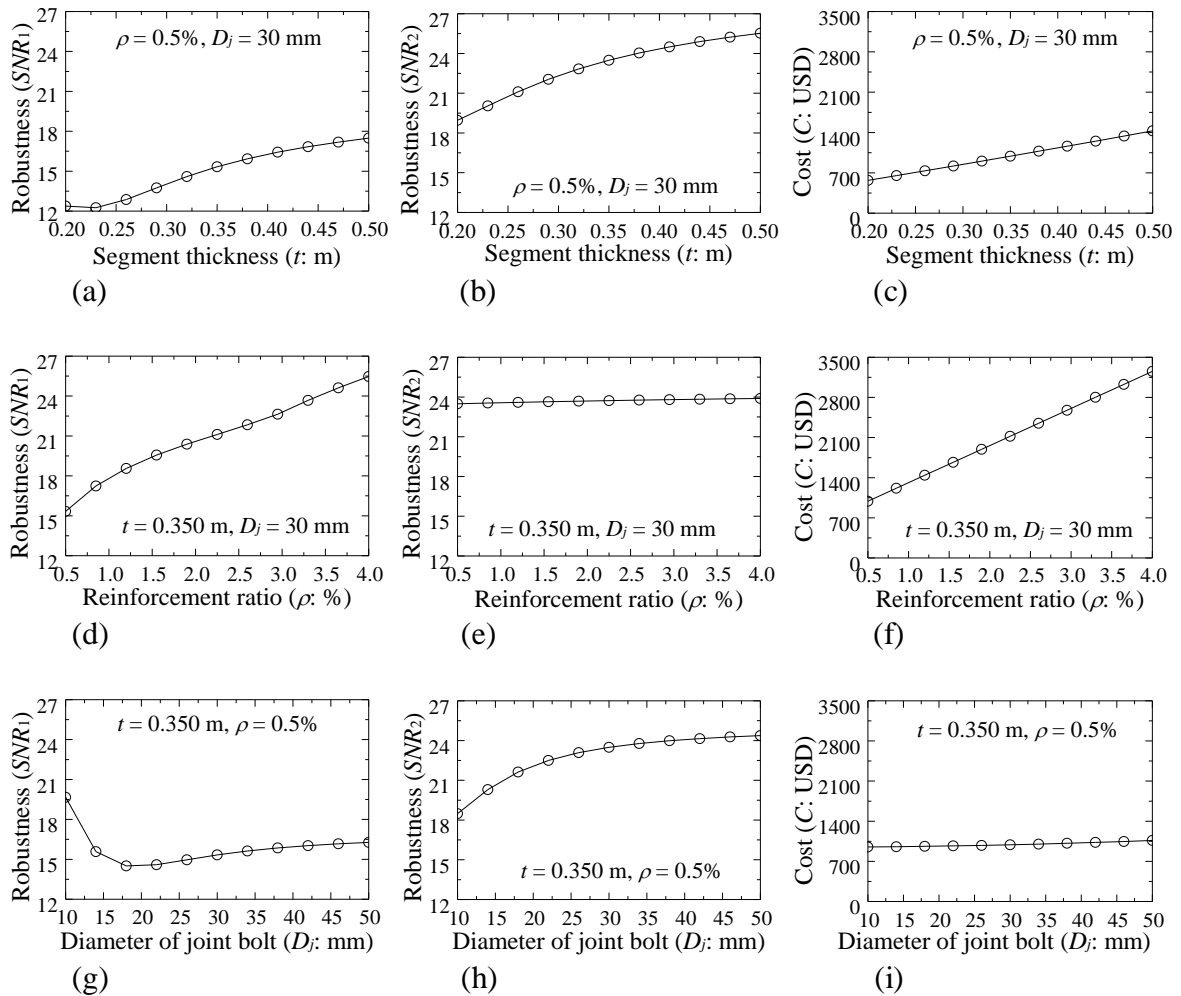 Robustness (SNR1)
27
24
21
18
15
12
ρ = 0.5%, Dj = 30 mm
0.20 0.25 0.30 0.35 0.40 0.45 0.50
Segment thickness (t: m)
(a)
Robustness (SNR2)
27
24
21
18
15
12
ρ = 0.5%, Dj = 30 mm
0.20 0.25 0.30 0.35 0.40 0.45 0.50
Segment thickness (t: m)
(b)
Cost (C: USD)
3500
2800
2100
1400
700
0
ρ = 0.5%, Dj = 30 mm
0.20 0.25 0.30 0.35 0.40 0.45 0.50
Segment thickness (t: m)
(c)
Robustness (SNR1)
27
24
21
18
15
12
t = 0.350 m, Dj = 30 mm
0.5 1.0 1.5 2.0 2.5 3.0 3.5 4.0
Reinforcement ratio (ρ: %)
(d)
Robustness (SNR2)
27
24
21
18
15
12
t = 0.350 m, Dj = 30 mm
0.5 1.0 1.5 2.0 2.5 3.0 3.5 4.0
Reinforcement ratio (ρ: %)
(e)
Cost (C: USD)
3500
2800
2100
1400
700
0
t = 0.350 m, Dj = 30 mm
0.5 1.0 1.5 2.0 2.5 3.0 3.5 4.0
Reinforcement ratio (ρ: %)
(f)
Robustness (SNR1)
27
24
21
18
15
12
t = 0.350 m, ρ = 0.5%
10 15 20 25 30 35 40 45 50
Diameter of joint bolt (Dj: mm)
(g)
Robustness (SNR2)
27
24
21
18
15
12
t = 0.350 m, ρ = 0.5%
10 15 20 25 30 35 40 45 50
Diameter of joint bolt (Dj: mm)
(h)
Cost (C: USD)
3500
2800
2100
1400
700
0
t = 0.350 m, ρ = 0.5%
10 15 20 25 30 35 40 45 50
Diameter of joint bolt (Dj: mm)
(i)